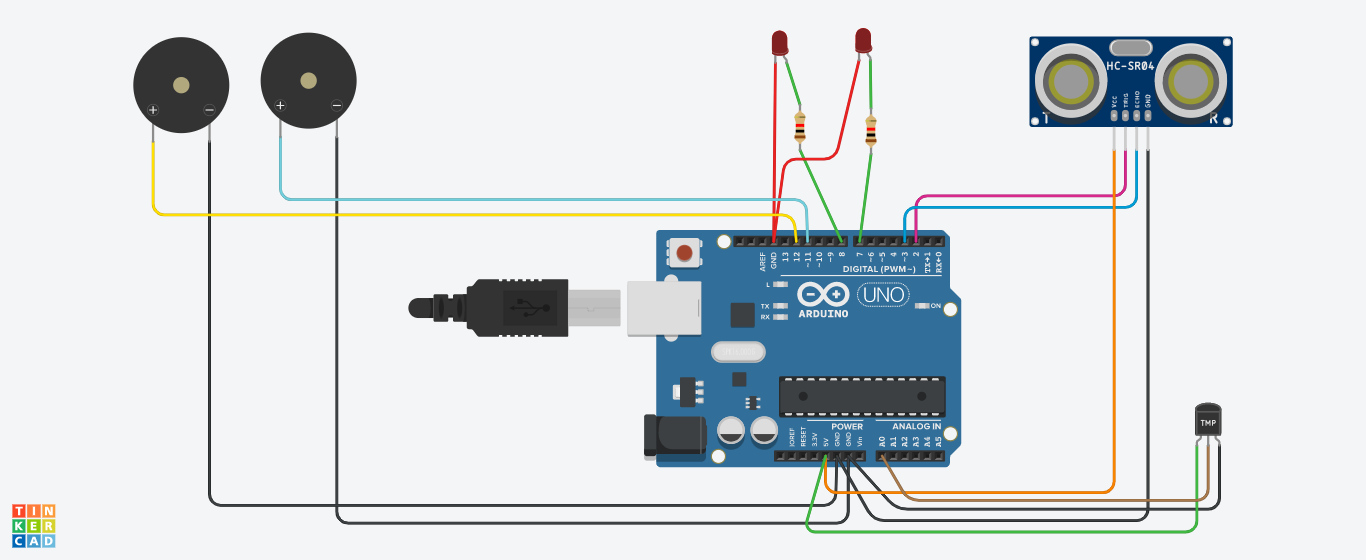 HC-SR04
VCC
TRIG
ECHO
GND
T
R
AREF
GND
13
12
~11
~10
~9
8
7
~6
~5
4
~3
2
TX→1
RX←0
DIGITAL (PWM~)
L
TX
RX
ARDUINO
UNO
ON
POWER
ANALOG IN
IOREF
RESET
3.3V
5V
GND
GND
Vin
A0
A1
A2
A3
A4
A5
TMP
TIN
KER
CAD